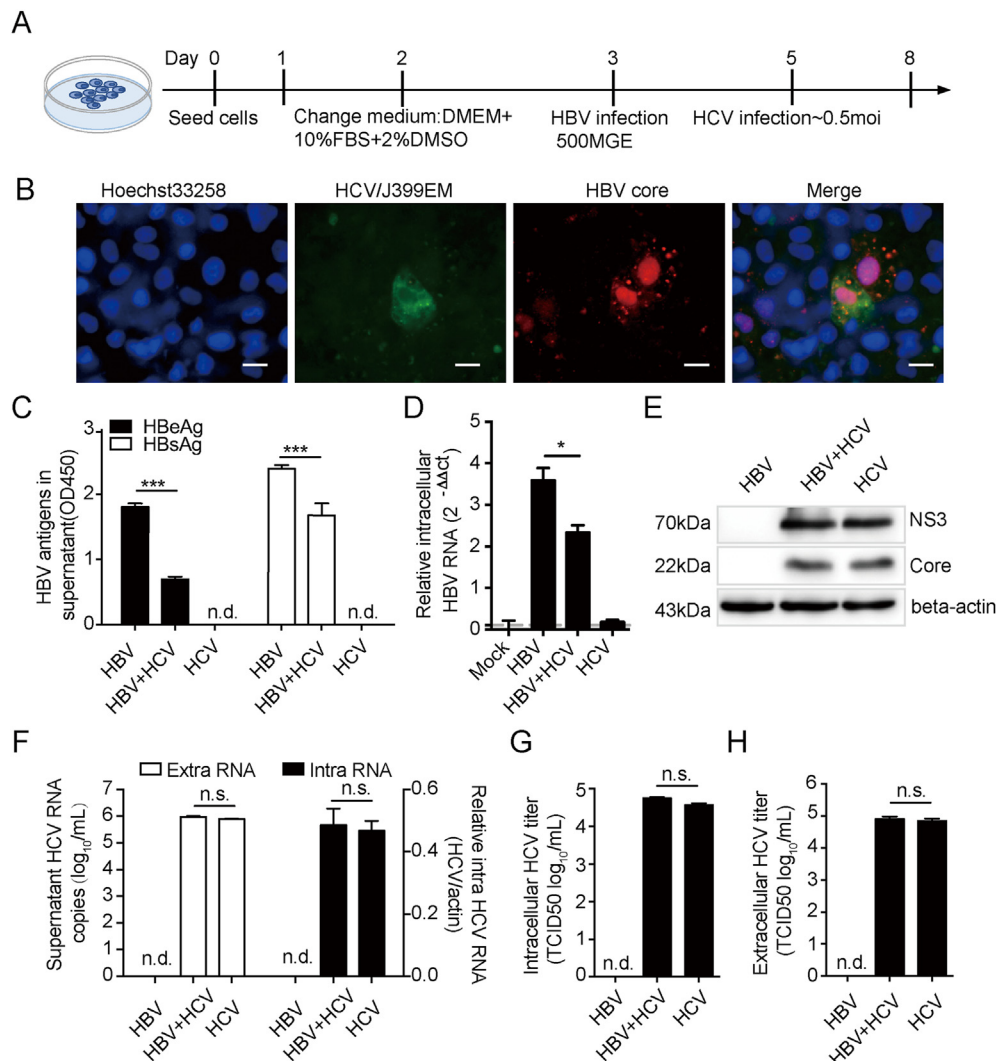 A
Day 0 1 2 3 5 8
Seed cells
Change medium:DMEM+
10%FBS+2%DMSO
HBV infection
500MGE
HCV infection~0.5moi
B
Hoechst33258
HCV/J399EM
HBV core
Merge
C
HBeAg
HBsAg
HBV antigens in
supernatant(OD450)
3
2
1
0
***
***
n.d.
n.d.
HBV
HBV+HCV
HCV
HBV
HBV+HCV
HCV
D
Relative intracellular
HBV RNA (2^-ΔΔct)
5
4
3
2
1
0
*
Mock
HBV
HBV+HCV
HCV
E
HBV
HBV+HCV
HCV
70kDa
NS3
22kDa
Core
43kDa
beta-actin
F
Extra RNA
Intra RNA
Supernatant HCV RNA
copies (log10/mL)
6
5
4
3
2
1
0
n.s.
n.s.
n.d.
n.d.
0.6
0.4
0.2
0.0
Relative intra HCV RNA
(HCV/actin)
HBV
HBV+HCV
HCV
HBV
HBV+HCV
HCV
G
Intracellular HCV titer
(TCID50 log10/mL)
5
4
3
2
1
0
n.s.
n.d.
HBV
HBV+HCV
HCV
H
Extracellular HCV titer
(TCID50 log10/mL)
6
5
4
3
2
1
0
n.s.
n.d.
HBV
HBV+HCV
HCV